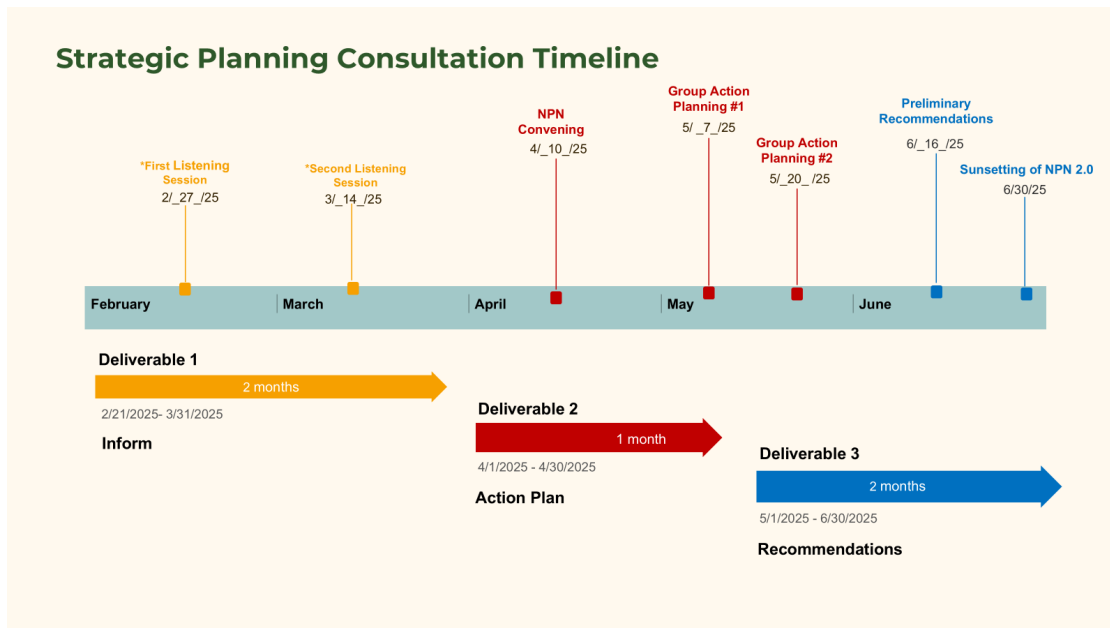 Strategic Planning Consultation Timeline
*First Listening
Session
2/_27_/25
*Second Listening
Session
3/_14_/25
NPN
Convening
4/_10_/25
Group Action
Planning #1
5/_7_/25
Group Action
Planning #2
5/_20_ /25
Preliminary
Recommendations
6/_16_/25
Sunsetting of NPN 2.0
6/30/25
February
March
April
May
June
Deliverable 1
2 months
2/21/2025- 3/31/2025
Inform
Deliverable 2
1 month
4/1/2025 - 4/30/2025
Action Plan
Deliverable 3
2 months
5/1/2025 - 6/30/2025
Recommendations